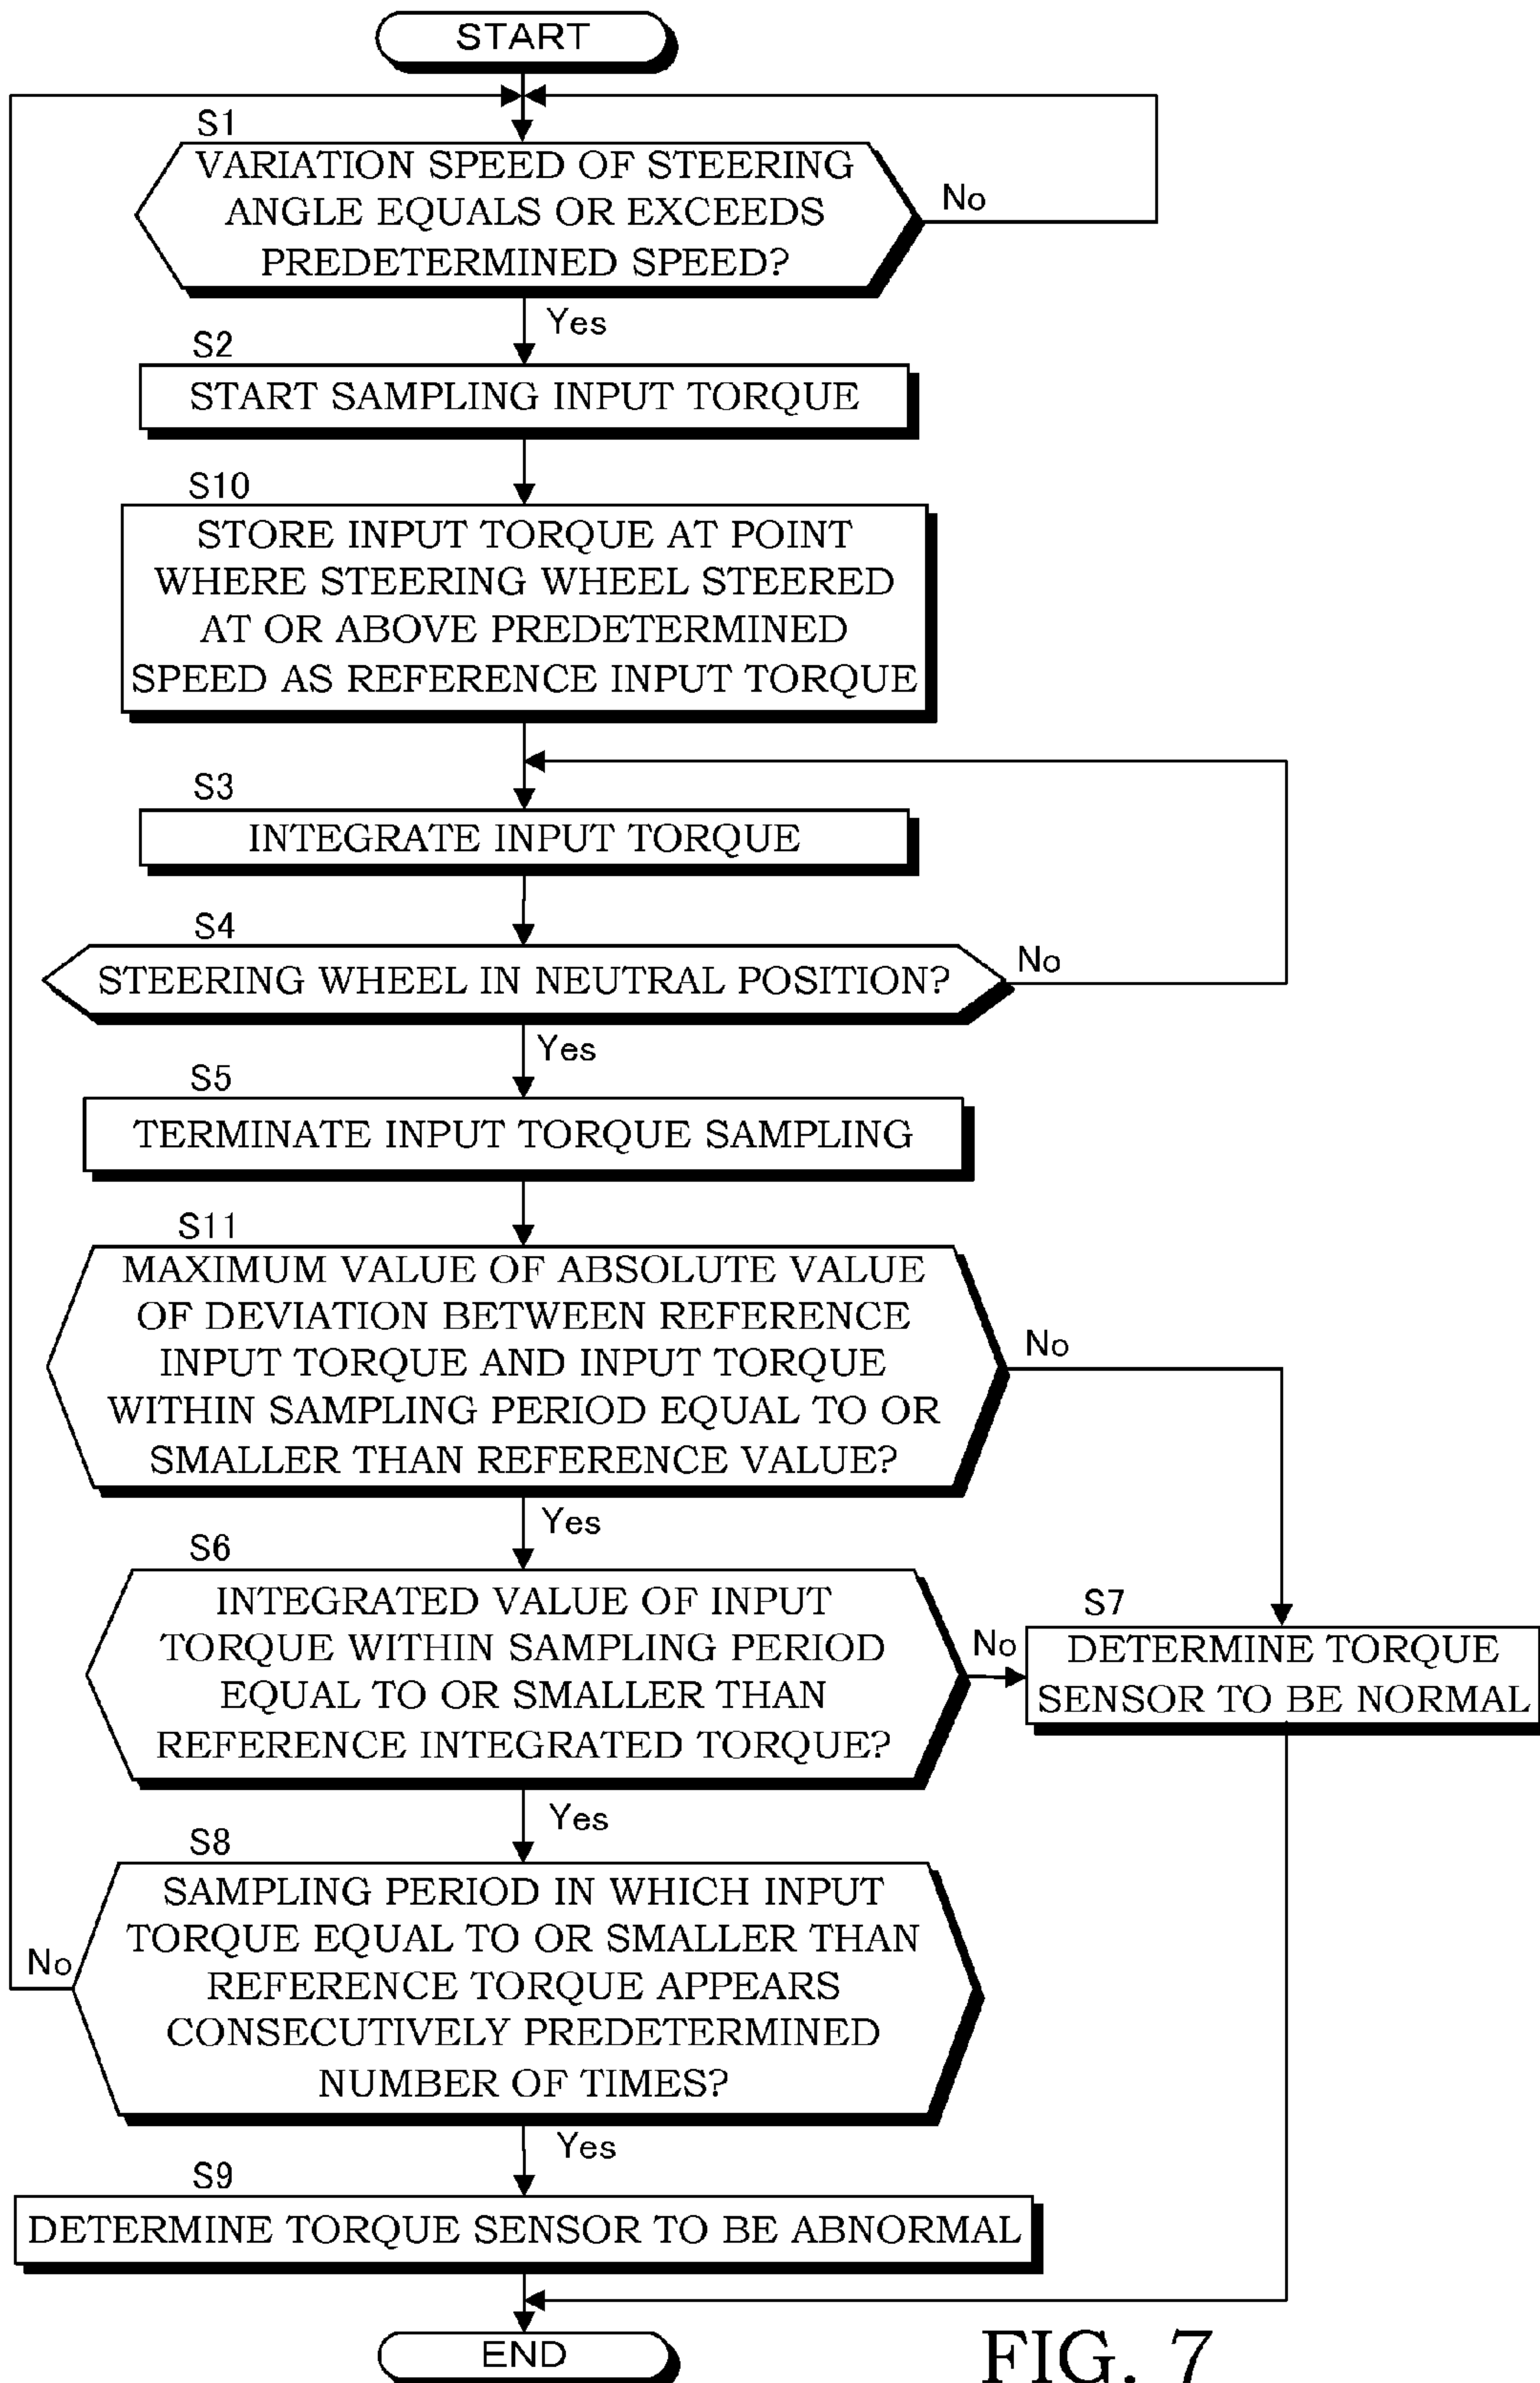 START
S1
VARIATION SPEED OF STEERING
ANGLE EQUALS OR EXCEEDS
PREDETERMINED SPEED?
No
Yes
S2
START SAMPLING INPUT TORQUE
S10
STORE INPUT TORQUE AT POINT
WHERE STEERING WHEEL STEERED
AT OR ABOVE PREDETERMINED
SPEED AS REFERENCE INPUT TORQUE
S3
INTEGRATE INPUT TORQUE
S4
STEERING WHEEL IN NEUTRAL POSITION?
No
Yes
S5
TERMINATE INPUT TORQUE SAMPLING
S11
MAXIMUM VALUE OF ABSOLUTE VALUE
OF DEVIATION BETWEEN REFERENCE
INPUT TORQUE AND INPUT TORQUE
WITHIN SAMPLING PERIOD EQUAL TO OR
SMALLER THAN REFERENCE VALUE?
No
Yes
S6
INTEGRATED VALUE OF INPUT
TORQUE WITHIN SAMPLING PERIOD
EQUAL TO OR SMALLER THAN
REFERENCE INTEGRATED TORQUE?
No
S7
DETERMINE TORQUE
SENSOR TO BE NORMAL
Yes
S8
SAMPLING PERIOD IN WHICH INPUT
TORQUE EQUAL TO OR SMALLER THAN
REFERENCE TORQUE APPEARS
CONSECUTIVELY PREDETERMINED
NUMBER OF TIMES?
No
Yes
S9
DETERMINE TORQUE SENSOR TO BE ABNORMAL
END
FIG. 7